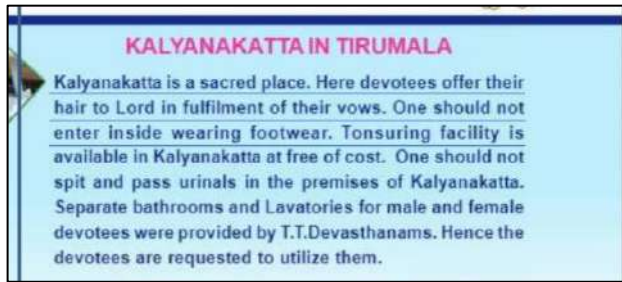 KALYANAKATTA IN TIRUMALA
Kalyanakatta is a sacred place. Here devotees offer their
hair to Lord in fulfilment of their vows. One should not
enter inside wearing footwear. Tonsuring facility is
available in Kalyanakatta at free of cost. One should not
spit and pass urinals in the premises of Kalyanakatta.
Separate bathrooms and Lavatories for male and female
devotees were provided by T.T.Devasthanams. Hence the
devotees are requested to utilize them.